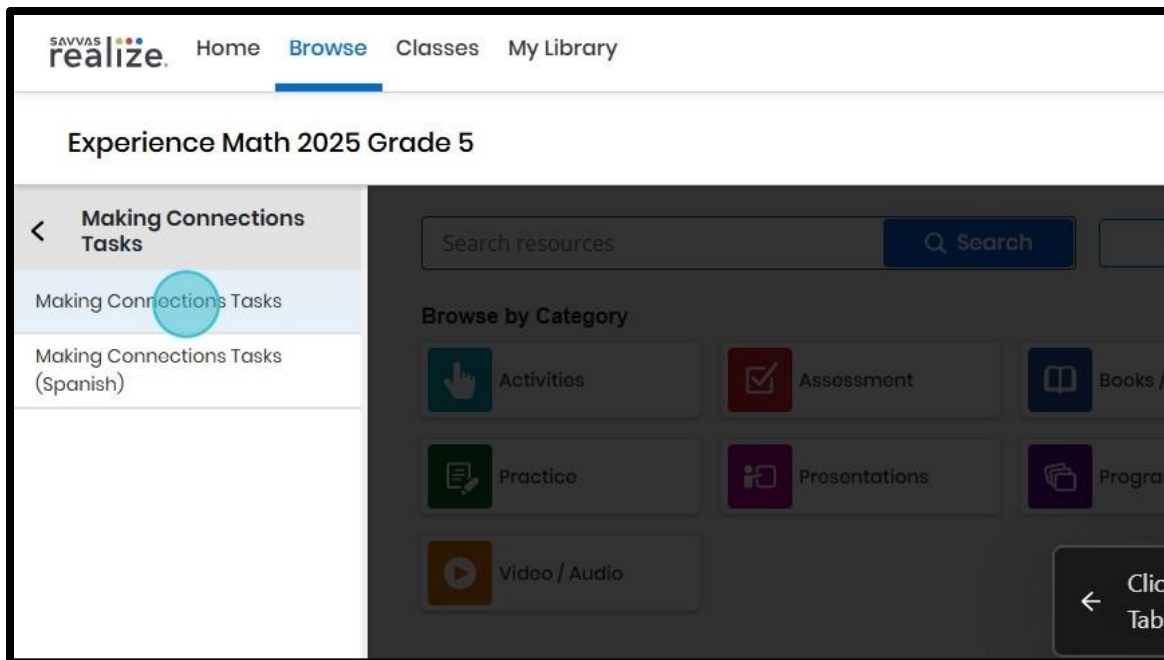 SAVVAS
realize.
Home Browse Classes My Library
Experience Math 2025 Grade 5
Making Connections
Tasks
Making Connections Tasks
Making Connections Tasks
(Spanish)
Search resources
Search
Browse by Category
Activities
Assessment
Books /
Practice
Presentations
Video / Audio